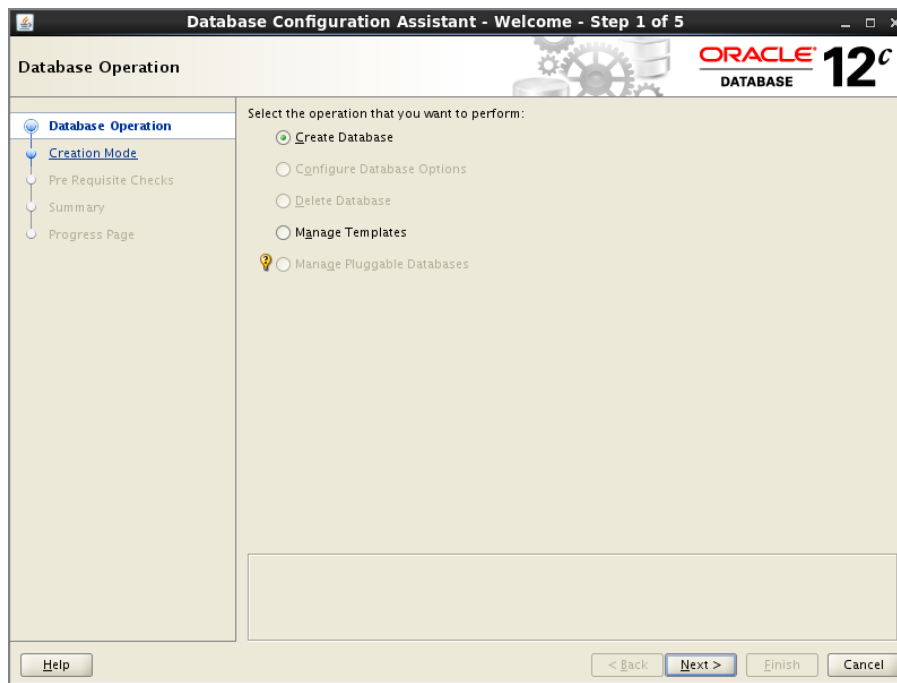 Database Configuration Assistant - Welcome - Step 1 of 5
Database Operation
ORACLE
DATABASE
12c
Database Operation
Creation Mode
Pre Requisite Checks
Summary
Progress Page
Select the operation that you want to perform:
Create Database
Configure Database Options
Delete Database
Manage Templates
Manage Pluggable Databases
Help
< Back
Next >
Finish
Cancel